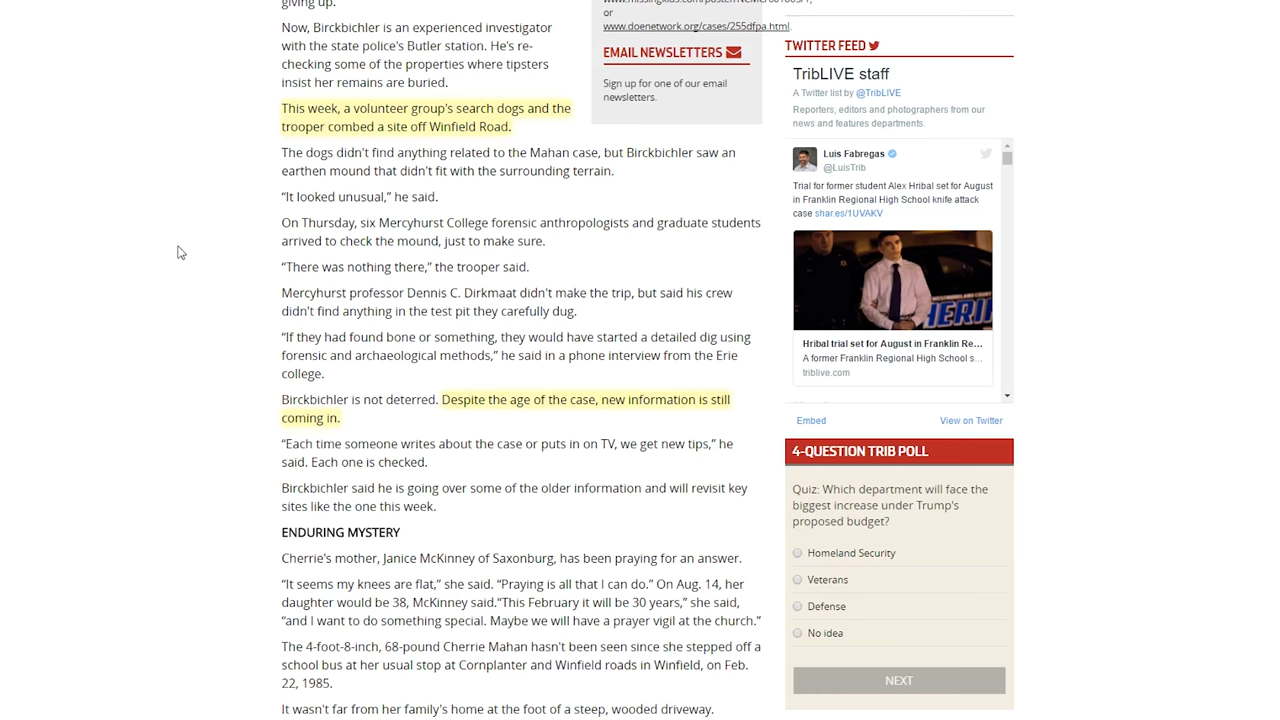 giving up.
Now, Birckbichler is an experienced investigator
with the state police's Butler station. He's re-
checking some of the properties where tipsters
insist her remains are buried.
This week, a volunteer group's search dogs and the
trooper combed a site off Winfield Road.
The dogs didn't find anything related to the Mahan case, but Birckbichler saw an
earthen mound that didn't fit with the surrounding terrain.
“It looked unusual,” he said.
On Thursday, six Mercyhurst College forensic anthropologists and graduate students
arrived to check the mound, just to make sure.
“There was nothing there,” the trooper said.
Mercyhurst professor Dennis C. Dirkmaat didn't make the trip, but said his crew
didn't find anything in the test pit they carefully dug.
“If they had found bone or something, they would have started a detailed dig using
forensic and archaeological methods,” he said in a phone interview from the Erie
college.
Birckbichler is not deterred. Despite the age of the case, new information is still
coming in.
“Each time someone writes about the case or puts in on TV, we get new tips,” he
said. Each one is checked.
Birckbichler said he is going over some of the older information and will revisit key
sites like the one this week.
ENDURING MYSTERY
Cherrie's mother, Janice McKinney of Saxonburg, has been praying for an answer.
“It seems my knees are flat,” she said. “Praying is all that I can do.” On Aug. 14, her
daughter would be 38, McKinney said.“This February it will be 30 years,” she said,
“and I want to do something special. Maybe we will have a prayer vigil at the church.”
The 4-foot-8-inch, 68-pound Cherrie Mahan hasn't been seen since she stepped off a
school bus at her usual stop at Cornplanter and Winfield roads in Winfield, on Feb.
22, 1985.
It wasn't far from her family's home at the foot of a steep, wooded driveway.
or
www.doenetwork.org/cases/255dfpa.html.
EMAIL NEWSLETTERS
Sign up for one of our email
newsletters.
TWITTER FEED
TribLIVE staff
A Twitter list by @TribLIVE
Reporters, editors and photographers from our
news and features departments.
Luis Fabregas
@LuisTrib
Trial for former student Alex Hribal set for August
in Franklin Regional High School knife attack
case shar.es/1UVAKV
SHERIF
Hribal trial set for August in Franklin Re...
A former Franklin Regional High School s...
triblive.com
Embed
View on Twitter
4-QUESTION TRIB POLL
Quiz: Which department will face the
biggest increase under Trump's
proposed budget?
Homeland Security
Veterans
Defense
No idea
NEXT